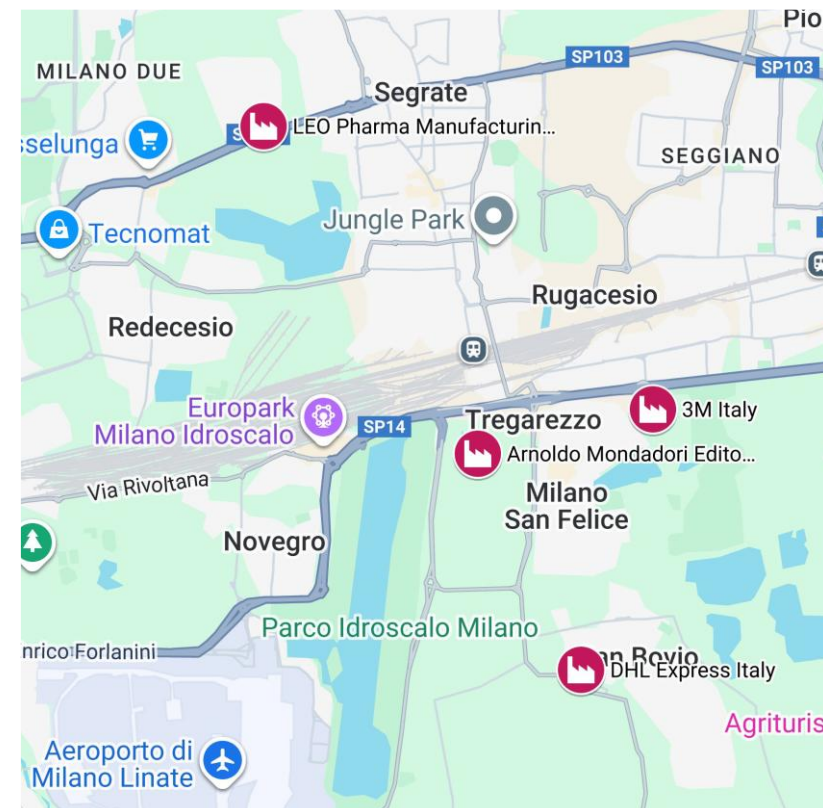 Pio
SP103
SP103
MILANO DUE
Segrate
LEO Pharma Manufacturin...
sselunga
SEGGIANO
Jungle Park
Tecnomat
Rugacesio
Redecesio
Europark
Milano Idroscalo
SP14
Tregarezzo
3M Italy
Arnoldo Mondadori Edito...
Via Rivoltana
Milano
San Felice
Novegro
Parco Idroscalo Milano
nrico Forlanini
an Bovio
DHL Express Italy
Agrituris
Aeroporto di
Milano Linate